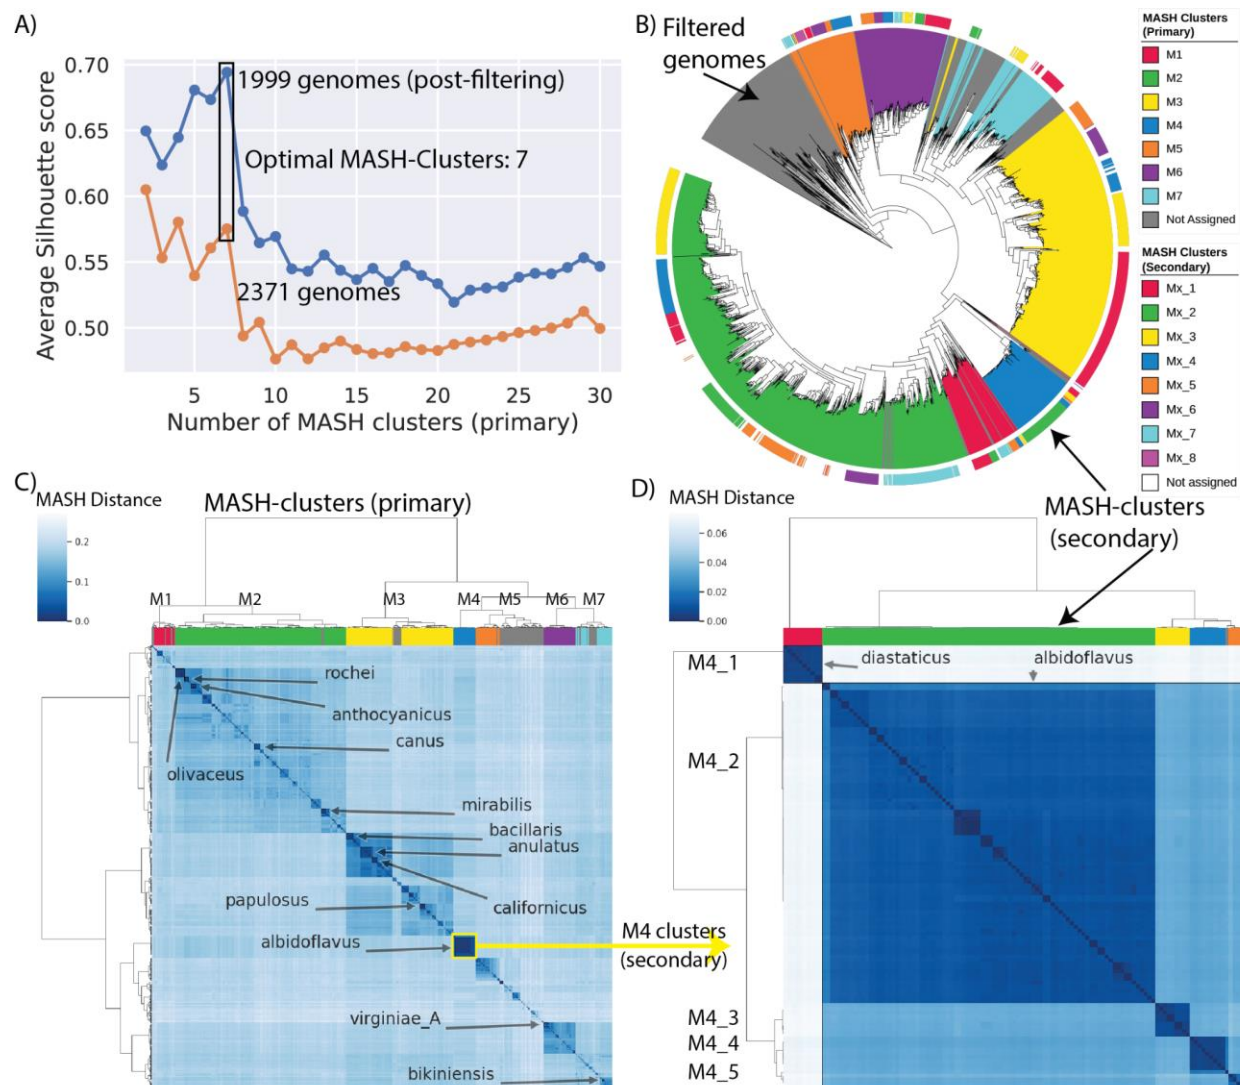 A)
0.70
0.65
0.60
0.55
0.50
Average Silhouette score
1999 genomes (post-filtering)
Optimal MASH-Clusters: 7
2371 genomes
5
10
15
20
25
30
Number of MASH clusters (primary)
B)
Filtered
genomes
MASH Clusters
(Primary)
M1
M2
M3
M4
M5
M6
M7
Not Assigned
MASH Clusters
(Secondary)
Mx_1
Mx_2
Mx_3
Mx_4
Mx_5
Mx_6
Mx_7
Mx_8
Not assigned
MASH-clusters
(secondary)
C)
MASH Distance
0.2
0.1
0.0
MASH-clusters (primary)
M1
M2
M3
M4
M5
M6
M7
rochei
anthocyanicus
canus
olivaceus
mirabilis
bacillaris
anulatus
papulosus
californicus
albidoflavus
virginiae_A
bikiniensis
M4 clusters
(secondary)
D)
MASH Distance
0.06
0.04
0.02
0.00
diastaticus
albidoflavus
M4_1
M4_2
M4_3
M4_4
M4_5